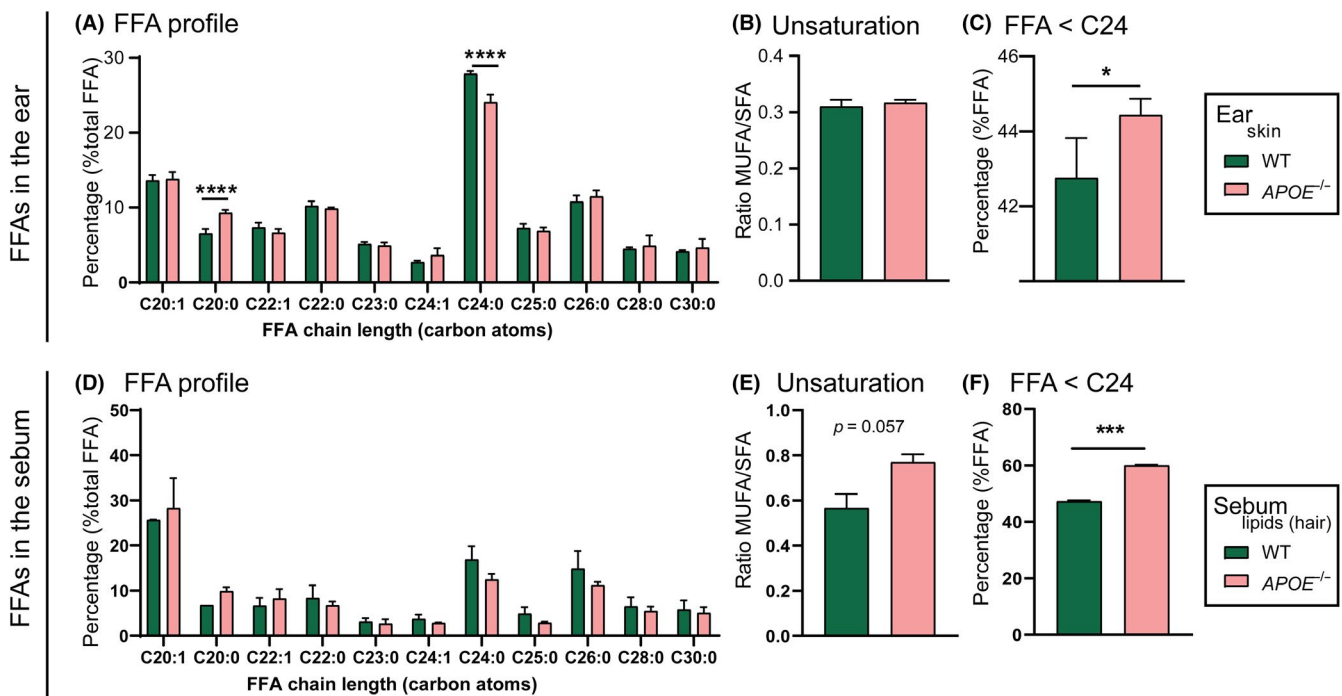 FFAs in the ear
(A) FFA profile
Percentage (%total FFA)
30
20
10
0
****
****
C20:1 C20:0 C22:1 C22:0 C23:0 C24:1 C24:0 C25:0 C26:0 C28:0 C30:0
FFA chain length (carbon atoms)
(B) Unsaturation
Ratio MUFA/SFA
0.4
0.3
0.2
0.1
0.0
(C) FFA < C24
Percentage (%FFA)
46
44
42
*
Ear skin
WT
APOE–/–
FFAs in the sebum
(D) FFA profile
Percentage (%total FFA)
50
40
30
20
10
0
C20:1 C20:0 C22:1 C22:0 C23:0 C24:1 C24:0 C25:0 C26:0 C28:0 C30:0
FFA chain length (carbon atoms)
(E) Unsaturation
Ratio MUFA/SFA
1.0
0.8
0.6
0.4
0.2
0.0
p = 0.057
(F) FFA < C24
Percentage (%FFA)
80
60
40
20
0
***
Sebum lipids (hair)
WT
APOE–/–